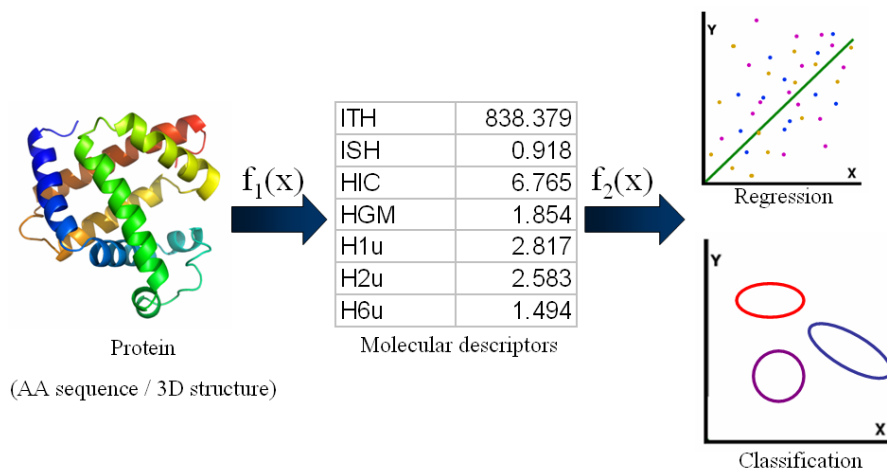 Protein
(AA sequence / 3D structure)
f₁(x)
ITH 838.379
ISH 0.918
HIC 6.765
HGM 1.854
H1u 2.817
H2u 2.583
H6u 1.494
Molecular descriptors
f₂(x)
Y
X
Regression
Y
X
Classification